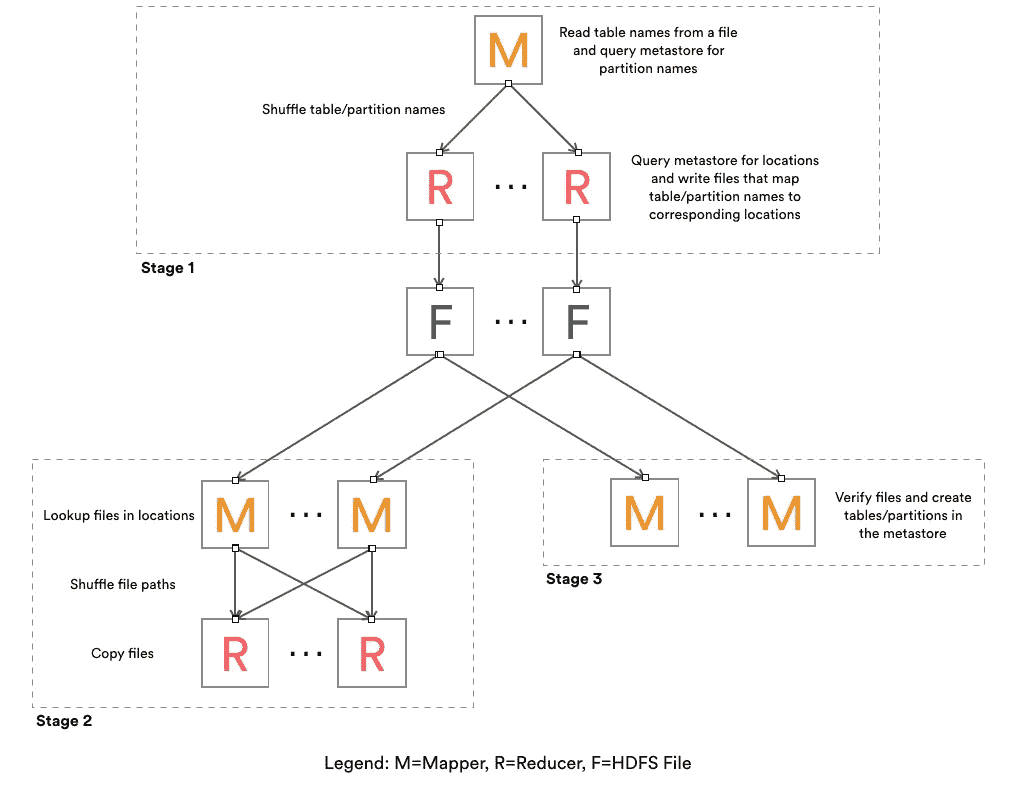 M
Read table names from a file
and query metastore for
partition names
Shuffle table/partition names
R ... R
Query metastore for locations
and write files that map
table/partition names to
corresponding locations
Stage 1
F ... F
Lookup files in locations
M ... M
Shuffle file paths
Copy files
R ... R
Stage 2
M ... M
Verify files and create
tables/partitions in
the metastore
Stage 3
Legend: M=Mapper, R=Reducer, F=HDFS File